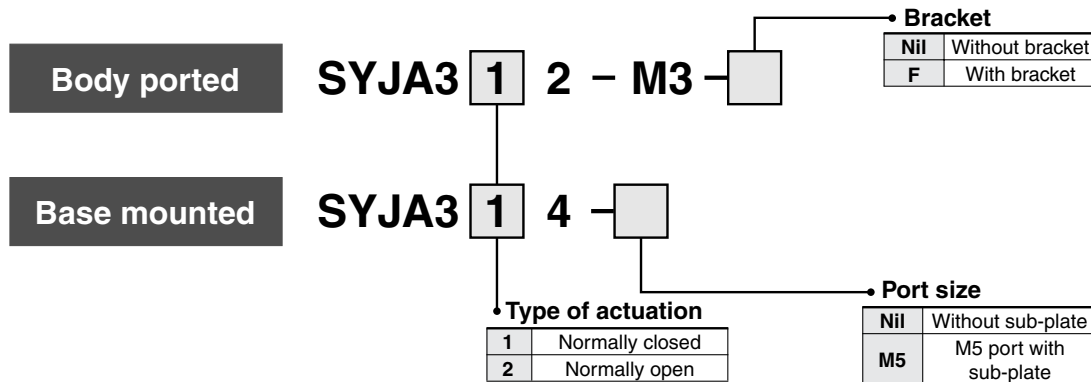 Bracket
Nil Without bracket
F With bracket
Body ported SYJA3 1 2 – M3 –
Base mounted SYJA3 1 4 –
Type of actuation
1 Normally closed
2 Normally open
Port size
Nil Without sub-plate
M5 M5 port with
sub-plate